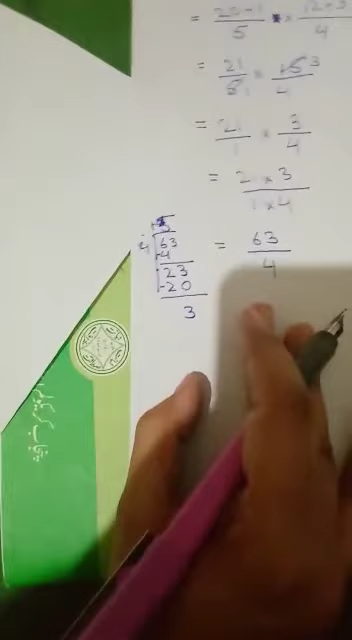 = 20+1/5 × 12+3/4
= 21/5 1 × 15 3/4
= 21/1 × 3/4
= 21×3/1×4
15
4 63
4
23
-20
3
= 63/4